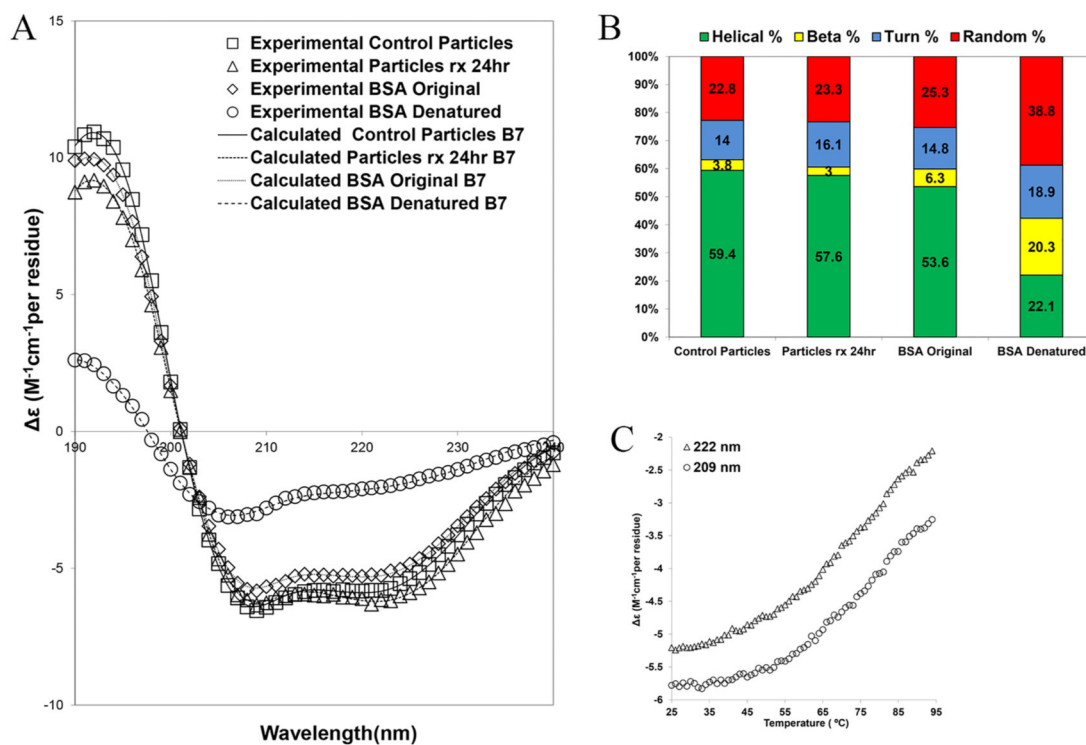 A
Experimental Control Particles
Experimental Particles rx 24hr
Experimental BSA Original
Experimental BSA Denatured
Calculated Control Particles B7
Calculated Particles rx 24hr B7
Calculated BSA Original B7
Calculated BSA Denatured B7
15
10
5
0
-5
-10
190
200
210
220
230
240
Δε (M⁻¹cm⁻¹per residue)
Wavelength(nm)
B
Helical % Beta % Turn % Random %
100%
90%
80%
70%
60%
50%
40%
30%
20%
10%
0%
22.8 23.3 25.3 38.8
14 16.1 14.8 18.9
3.8 3 6.3 20.3
59.4 57.6 53.6 22.1
Control Particles Particles rx 24hr BSA Original BSA Denatured
C
222 nm
209 nm
-2
-2.5
-3
-3.5
-4
-4.5
-5
-5.5
-6
25 35 45 55 65 75 85 95
Δε (M⁻¹cm⁻¹per residue)
Temperature ( ºC)